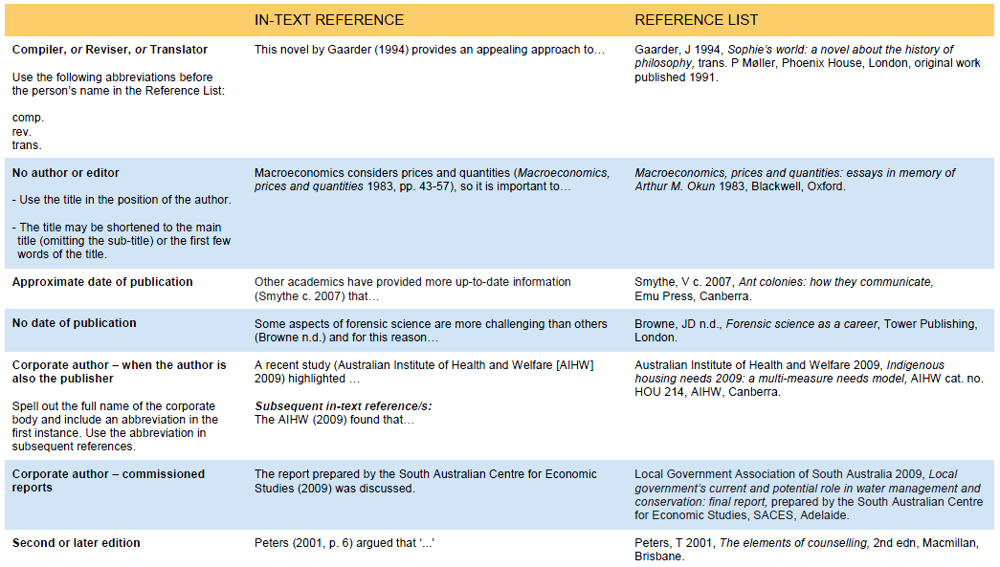 IN-TEXT REFERENCE
REFERENCE LIST
Compiler, or Reviser, or Translator
Use the following abbreviations before
the person's name in the Reference List:
comp.
rev.
trans.
This novel by Gaarder (1994) provides an appealing approach to…
Gaarder, J 1994, Sophie's world: a novel about the history of
philosophy, trans. P Møller, Phoenix House, London, original work
published 1991.
No author or editor
- Use the title in the position of the author.
- The title may be shortened to the main
title (omitting the sub-title) or the first few
words of the title.
Macroeconomics considers prices and quantities (Macroeconomics,
prices and quantities 1983, pp. 43-57), so it is important to…
Macroeconomics, prices and quantities: essays in memory of
Arthur M. Okun 1983, Blackwell, Oxford.
Approximate date of publication
Other academics have provided more up-to-date information
(Smythe c. 2007) that…
Smythe, V c. 2007, Ant colonies: how they communicate,
Emu Press, Canberra.
No date of publication
Some aspects of forensic science are more challenging than others
(Browne n.d.) and for this reason…
Browne, JD n.d., Forensic science as a career, Tower Publishing,
London.
Corporate author – when the author is
also the publisher
Spell out the full name of the corporate
body and include an abbreviation in the
first instance. Use the abbreviation in
subsequent references.
A recent study (Australian Institute of Health and Welfare [AIHW]
2009) highlighted …
Subsequent in-text reference/s:
The AIHW (2009) found that…
Australian Institute of Health and Welfare 2009, Indigenous
housing needs 2009: a multi-measure needs model, AIHW cat. no.
HOU 214, AIHW, Canberra.
Corporate author – commissioned
reports
The report prepared by the South Australian Centre for Economic
Studies (2009) was discussed.
Local Government Association of South Australia 2009, Local
government's current and potential role in water management and
conservation: final report, prepared by the South Australian Centre
for Economic Studies, SACES, Adelaide.
Second or later edition
Peters (2001, p. 6) argued that '...'
Peters, T 2001, The elements of counselling, 2nd edn, Macmillan,
Brisbane.